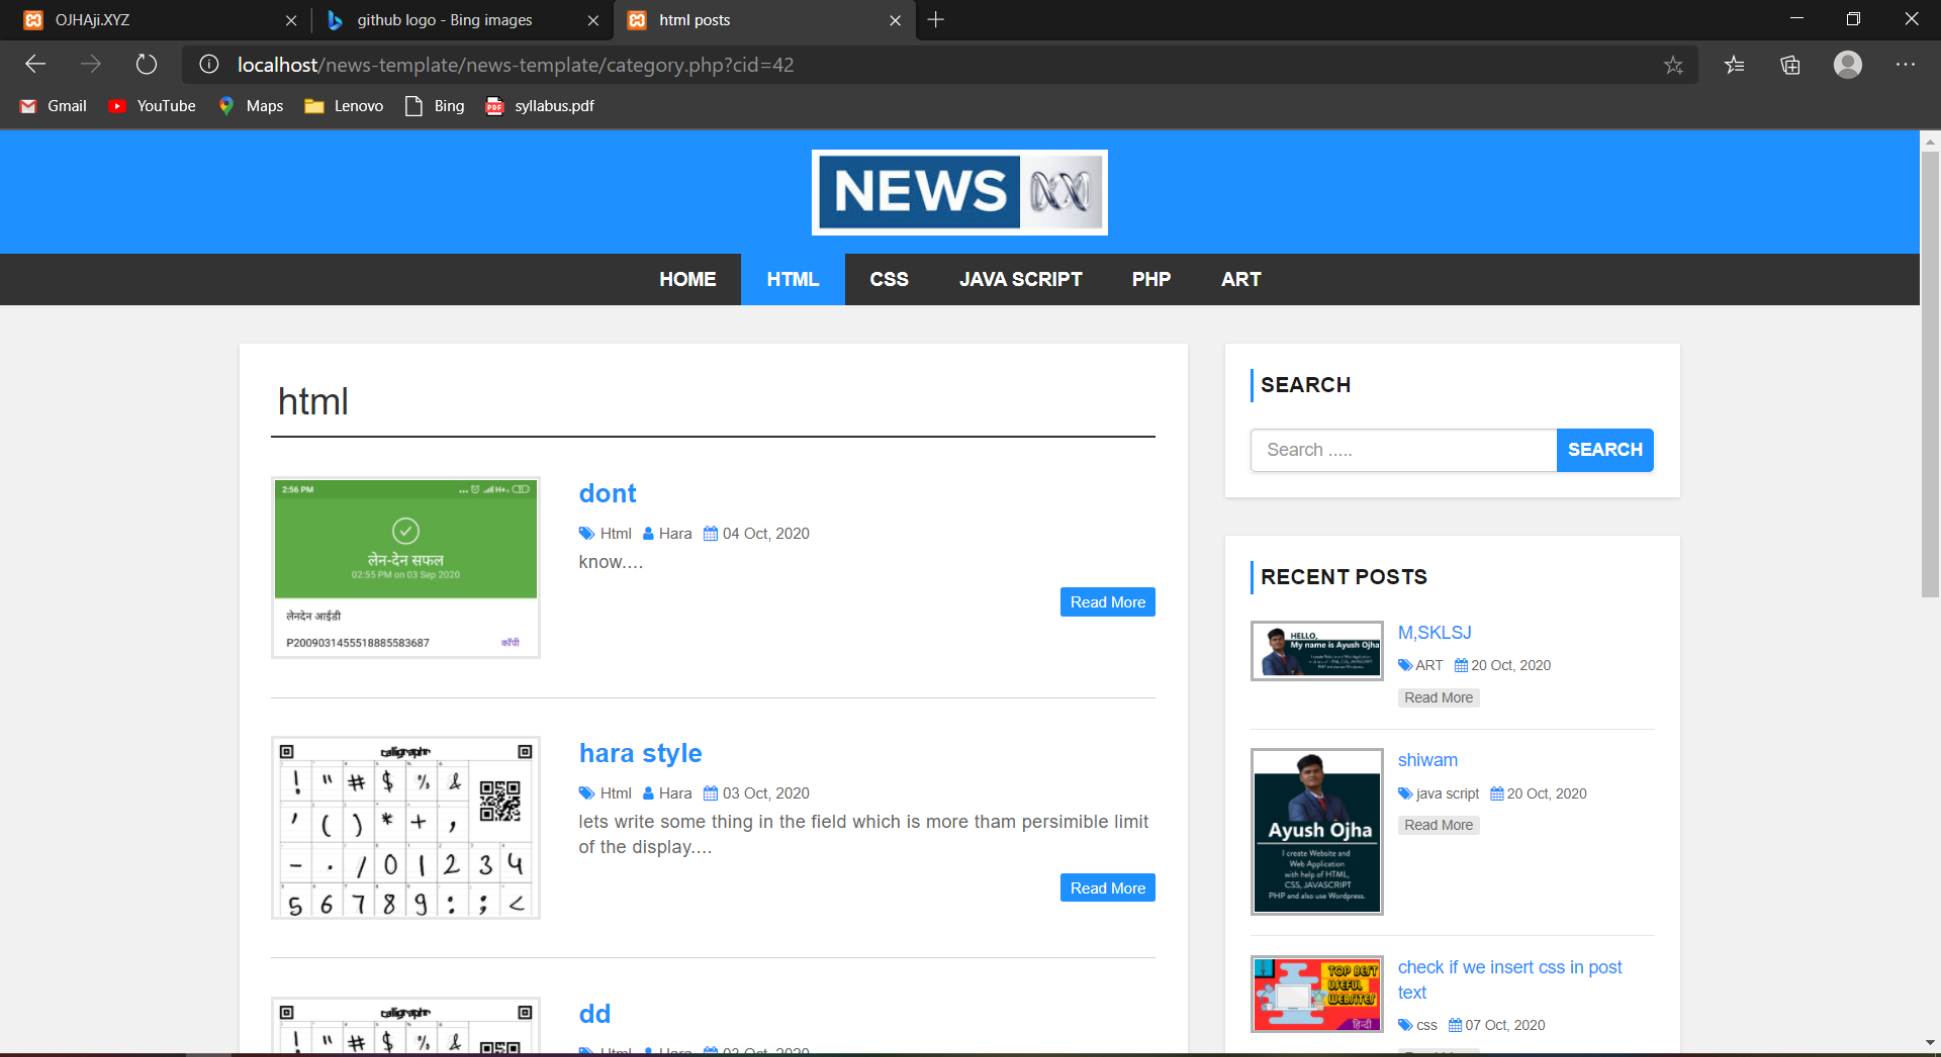 OJHAji.XYZ
github logo - Bing images
html posts
localhost/news-template/news-template/category.php?cid=42
Gmail YouTube Maps Lenovo Bing syllabus.pdf
NEWS
HOME HTML CSS JAVA SCRIPT PHP ART
html
2:56 PM
लेन-देन सफल
02:55 PM on 03 Sep 2020
लेनदेन आईडी
P2009031455518885583687 कॉपी
dont
Html Hara 04 Oct, 2020
know....
Read More
calligraphr
! " # $ % &
' ( ) * + ,
- . / 0 1 2 3 4
5 6 7 8 9 : ; <
hara style
Html Hara 03 Oct, 2020
lets write some thing in the field which is more tham persimible limit
of the display....
Read More
calligraphr
! " # $ % &
dd
Html Hara 03 Oct, 2020
SEARCH
Search .....
SEARCH
RECENT POSTS
HELLO,
My name is Ayush Ojha
M,SKLSJ
ART 20 Oct, 2020
Read More
Ayush Ojha
I create Website and
Web Application
with help of HTML,
CSS, JAVASCRIPT
PHP and also use Wordpress.
shiwam
java script 20 Oct, 2020
Read More
TOP BEST
USEFUL
WEBSITES
हिन्दी
check if we insert css in post
text
css 07 Oct, 2020